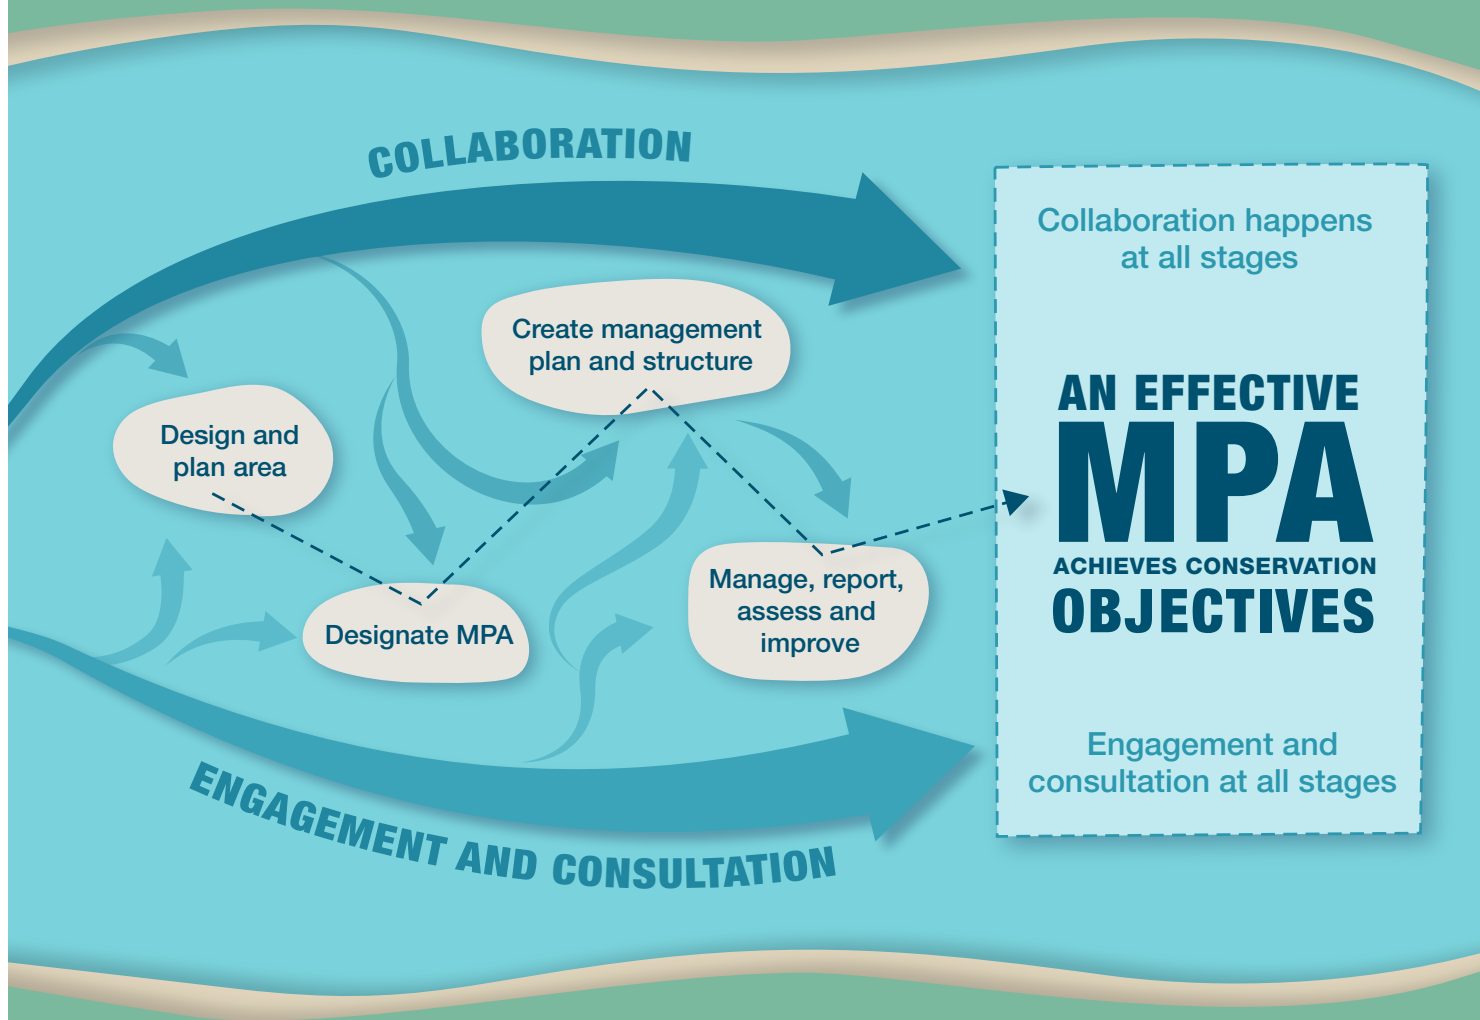 COLLABORATION
Create management
plan and structure
Design and
plan area
Designate MPA
Manage, report,
assess and
improve
ENGAGEMENT AND CONSULTATION
Collaboration happens
at all stages
AN EFFECTIVE
MPA
ACHIEVES CONSERVATION
OBJECTIVES
Engagement and
consultation at all stages